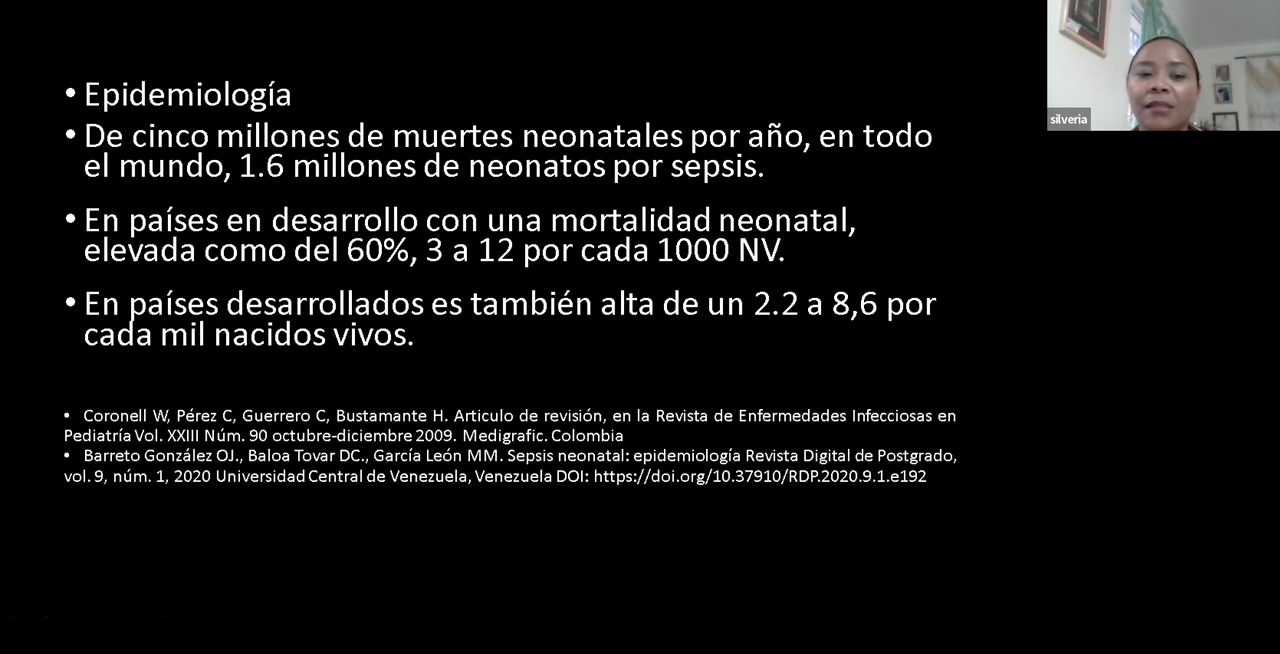 • Epidemiología
• De cinco millones de muertes neonatales por año, en todo
el mundo, 1.6 millones de neonatos por sepsis.
• En países en desarrollo con una mortalidad neonatal,
elevada como del 60%, 3 a 12 por cada 1000 NV.
• En países desarrollados es también alta de un 2.2 a 8,6 por
cada mil nacidos vivos.
• Coronell W, Pérez C, Guerrero C, Bustamante H. Articulo de revisión, en la Revista de Enfermedades Infecciosas en
Pediatría Vol. XXIII Núm. 90 octubre-diciembre 2009. Medigrafic. Colombia
• Barreto González OJ., Baloa Tovar DC., García León MM. Sepsis neonatal: epidemiología Revista Digital de Postgrado,
vol. 9, núm. 1, 2020 Universidad Central de Venezuela, Venezuela DOI: https://doi.org/10.37910/RDP.2020.9.1.e192
silveria